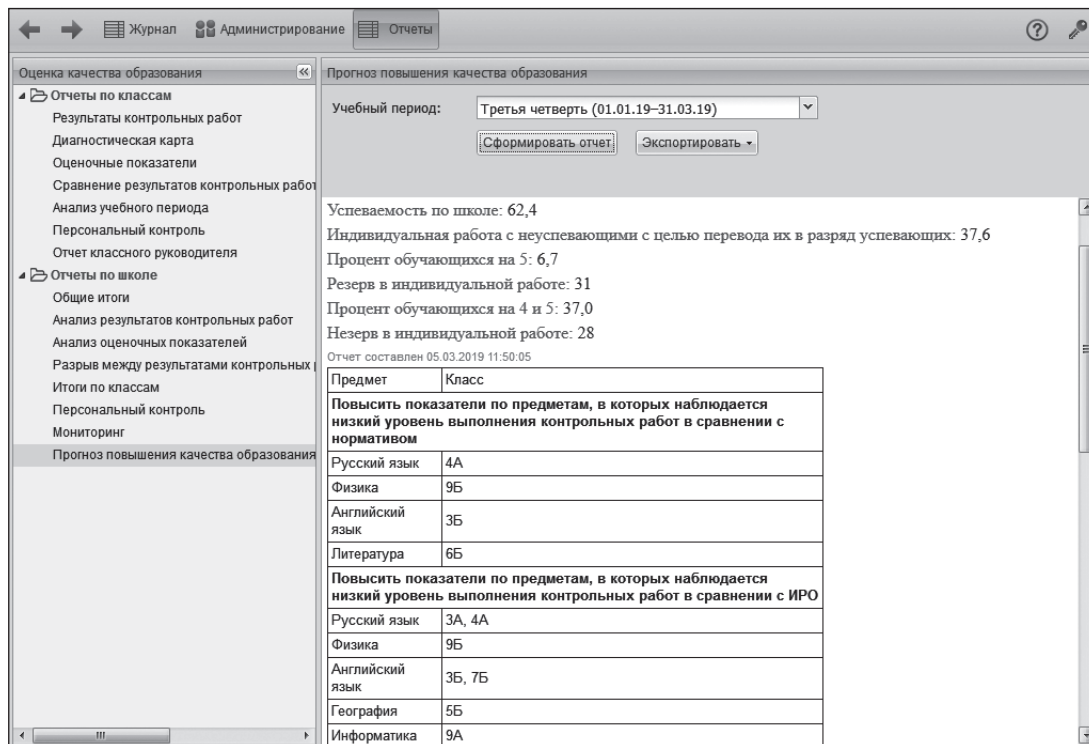 Журнал Администрирование Отчеты
Оценка качества образования
Отчеты по классам
Результаты контрольных работ
Диагностическая карта
Оценочные показатели
Сравнение результатов контрольных работ
Анализ учебного периода
Персональный контроль
Отчет классного руководителя
Отчеты по школе
Общие итоги
Анализ результатов контрольных работ
Анализ оценочных показателей
Разрыв между результатами контрольных
Итоги по классам
Персональный контроль
Мониторинг
Прогноз повышения качества образования
Прогноз повышения качества образования
Учебный период: Третья четверть (01.01.19–31.03.19)
Сформировать отчет Экспортировать
Успеваемость по школе: 62,4
Индивидуальная работа с неуспевающими с целью перевода их в разряд успевающих: 37,6
Процент обучающихся на 5: 6,7
Резерв в индивидуальной работе: 31
Процент обучающихся на 4 и 5: 37,0
Незерв в индивидуальной работе: 28
Отчет составлен 05.03.2019 11:50:05
Предмет Класс
Повысить показатели по предметам, в которых наблюдается
низкий уровень выполнения контрольных работ в сравнении с
нормативом
Русский язык 4А
Физика 9Б
Английский
язык 3Б
Литература 6Б
Повысить показатели по предметам, в которых наблюдается
низкий уровень выполнения контрольных работ в сравнении с ИРО
Русский язык 3А, 4А
Физика 9Б
Английский
язык 3Б, 7Б
География 5Б
Информатика 9А